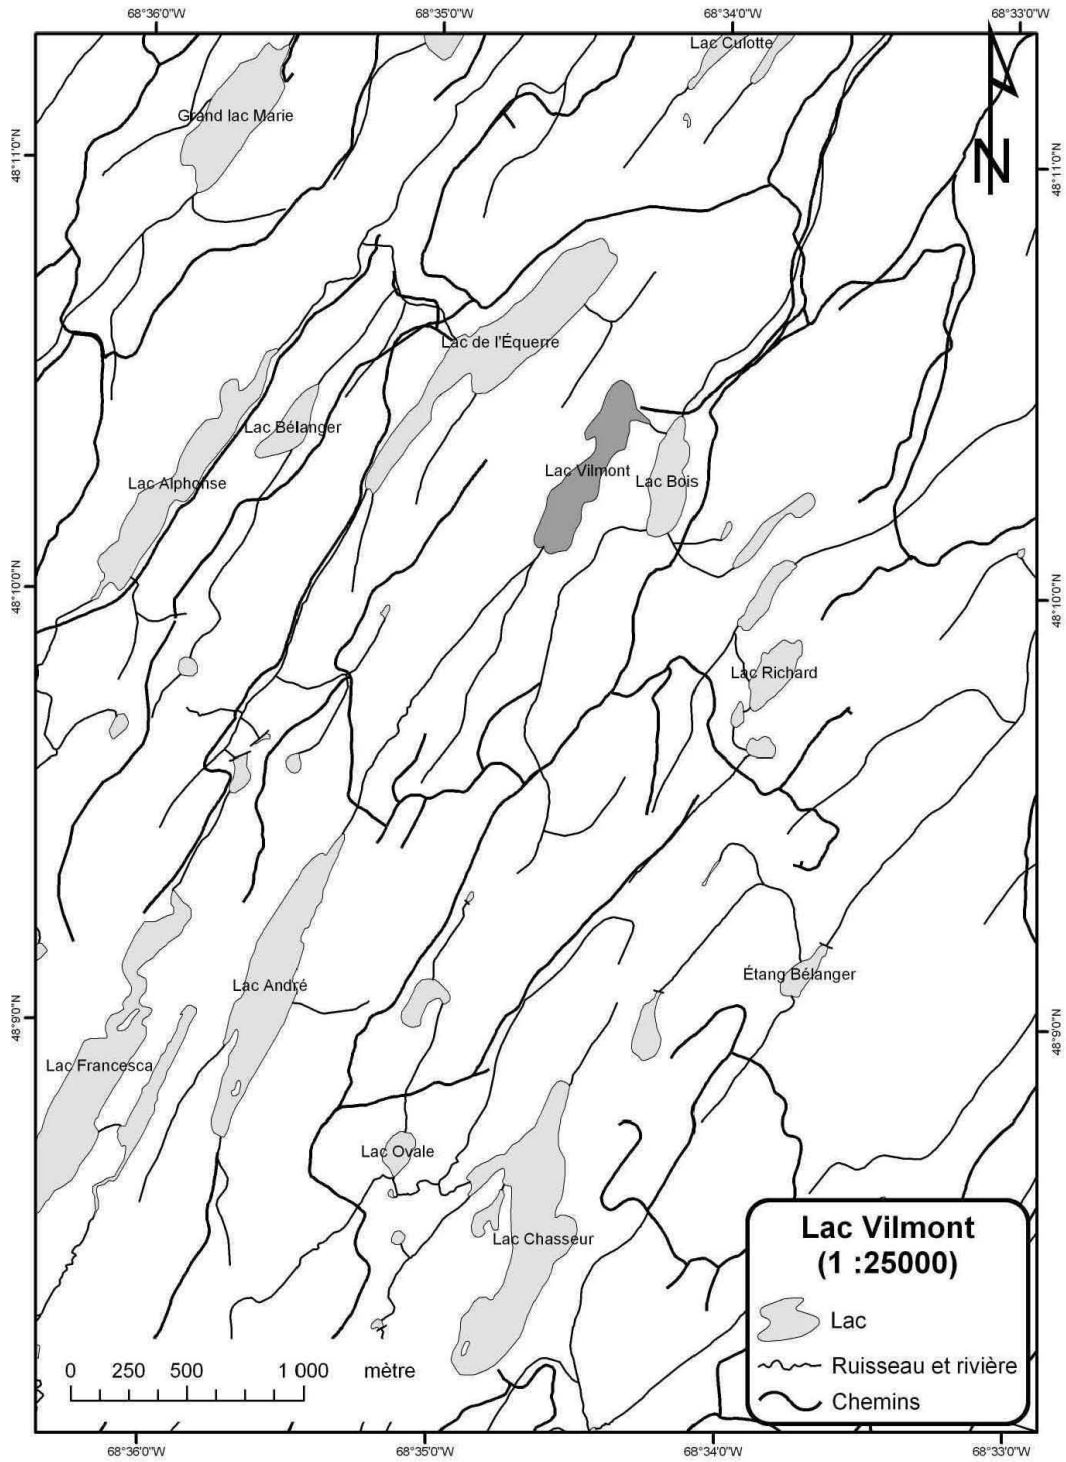 68°36'0"W
68°35'0"W
68°34'0"W
68°33'0"W
Lac Culotte
Grand lac Marie
48°11'0"N
48°11'0"N
N
Lac de l'Équerre
Lac Bélanger
Lac Vilmont
Lac Bois
Lac Alphonse
48°10'0"N
48°10'0"N
Lac Richard
Étang Bélanger
Lac André
48°9'0"N
48°9'0"N
Lac Francesca
Lac Ovale
Lac Chasseur
Lac Vilmont
(1 :25000)
Lac
Ruisseau et rivière
Chemins
0 250 500 1 000 mètre
68°36'0"W
68°35'0"W
68°34'0"W
68°33'0"W